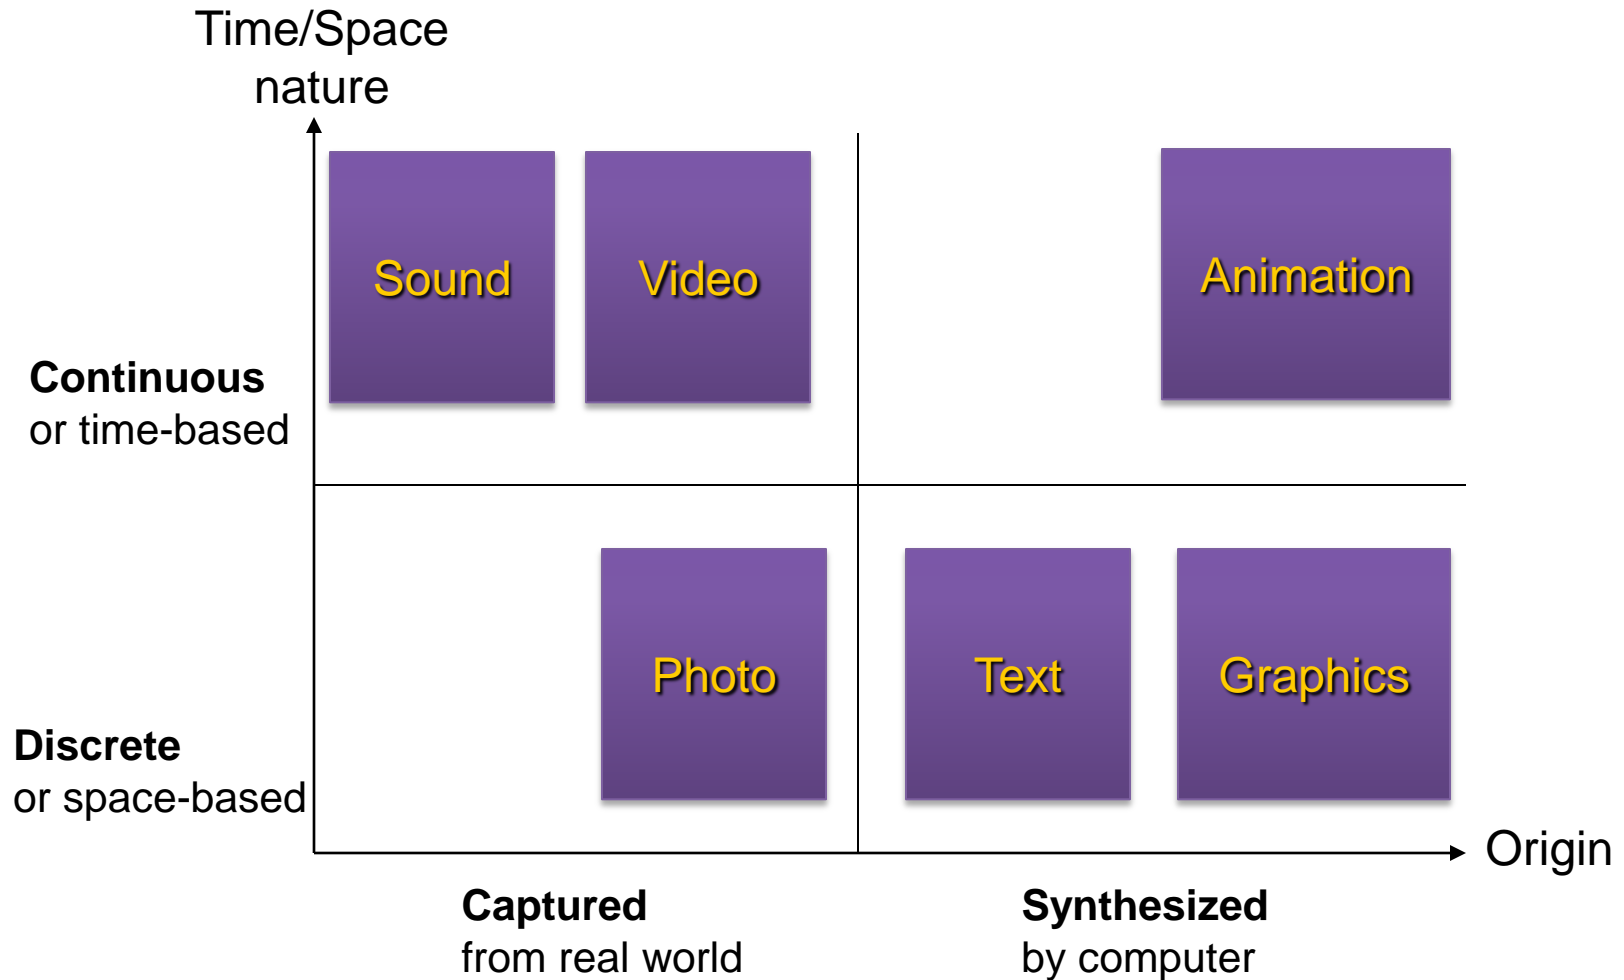 Time/Space
nature
Sound
Video
Animation
Continuous
or time-based
Photo
Text
Graphics
Discrete
or space-based
Origin
Captured
from real world
Synthesized
by computer